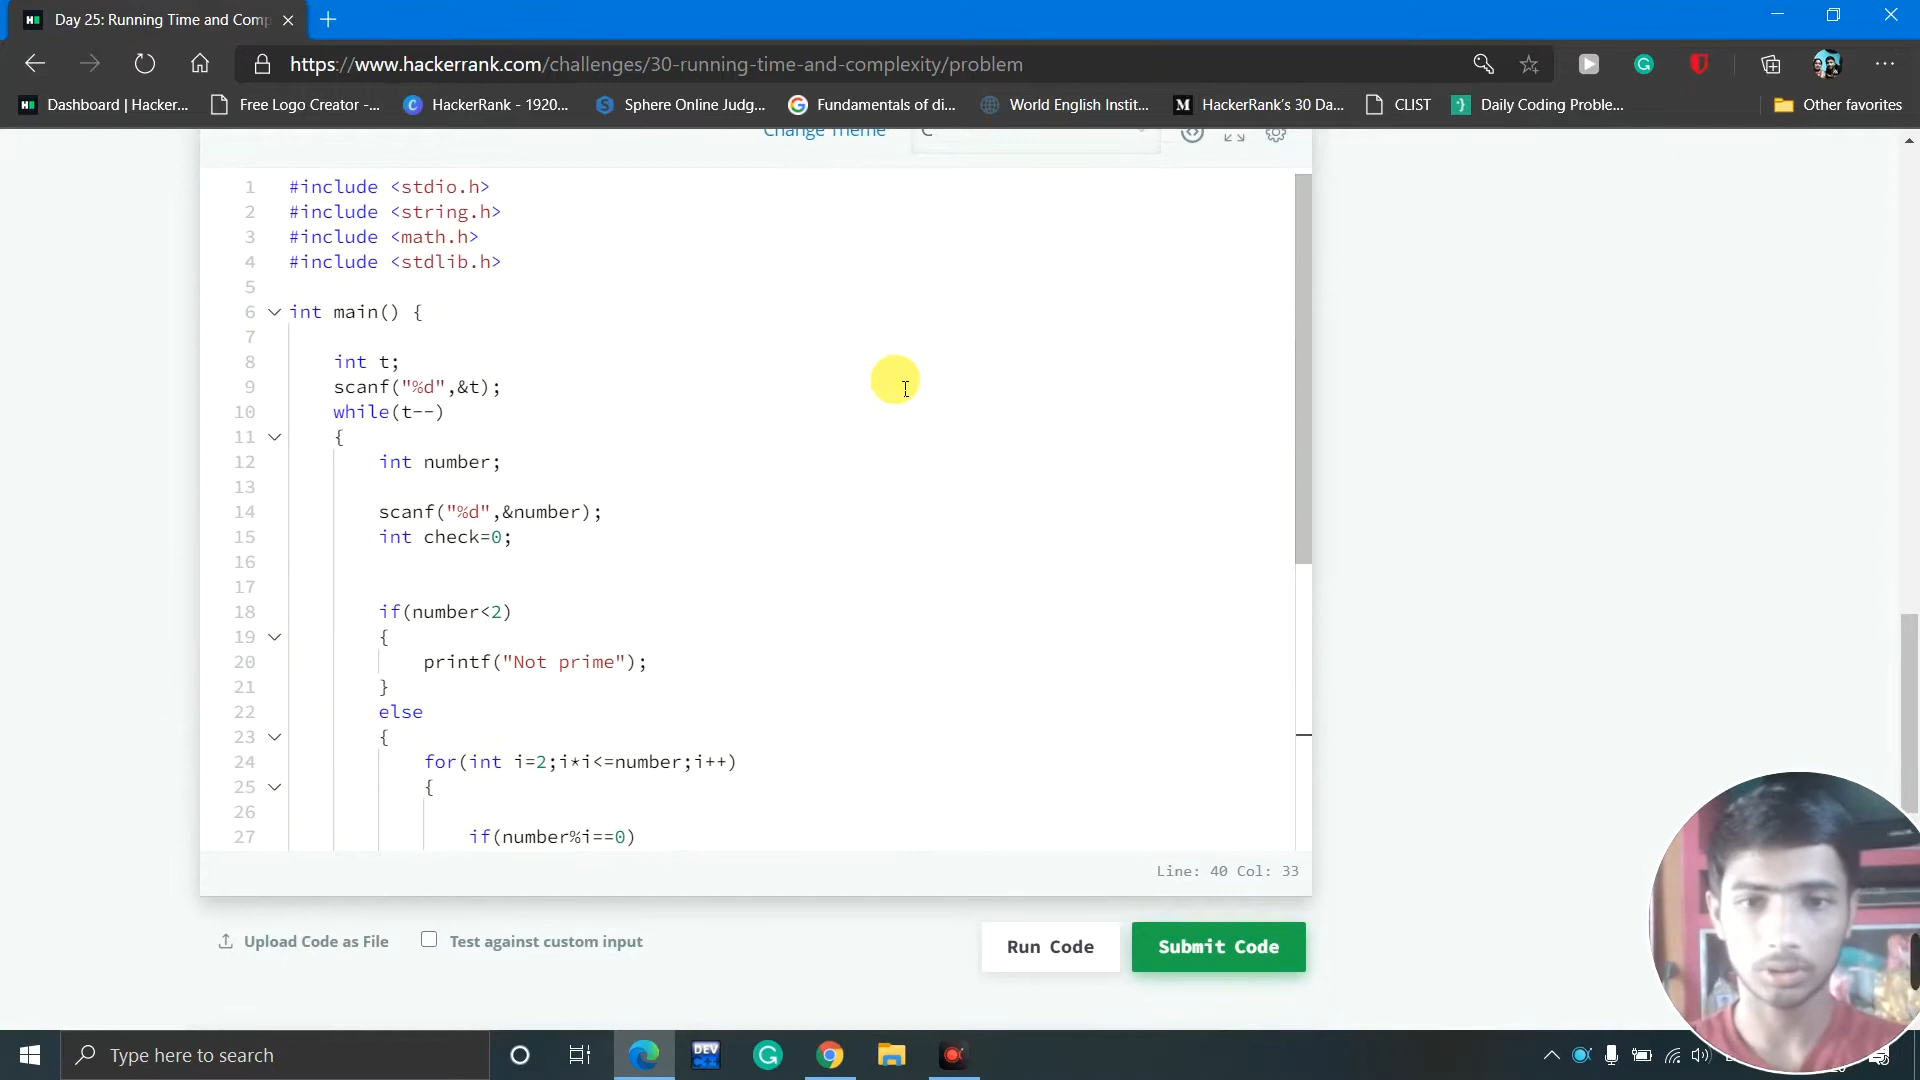 Day 25: Running Time and Comp
https://www.hackerrank.com/challenges/30-running-time-and-complexity/problem
Dashboard | Hacker... Free Logo Creator -... HackerRank - 1920... Sphere Online Judg... Fundamentals of di... World English Instit... HackerRank's 30 Da... CLIST Daily Coding Proble... Other favorites
Change Theme C
1 #include <stdio.h>
2 #include <string.h>
3 #include <math.h>
4 #include <stdlib.h>
5
6 int main() {
7
8 int t;
9 scanf("%d",&t);
10 while(t--)
11 {
12 int number;
13
14 scanf("%d",&number);
15 int check=0;
16
17
18 if(number<2)
19 {
20 printf("Not prime");
21 }
22 else
23 {
24 for(int i=2;i*i<=number;i++)
25 {
26
27 if(number%i==0)
Line: 40 Col: 33
Upload Code as File Test against custom input Run Code Submit Code
Type here to search